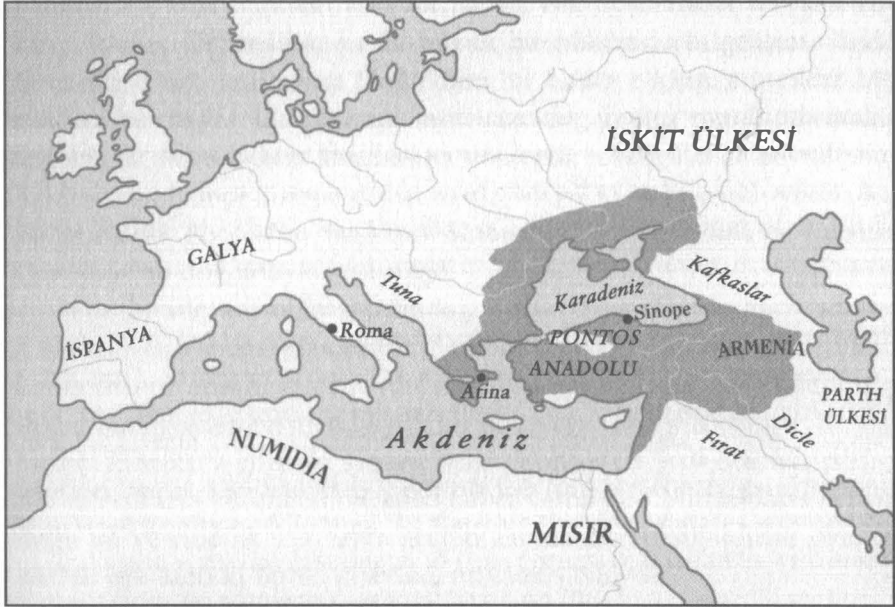 İSKİT ÜLKESİ
GALYA
Tuna
Karadeniz
Kafkaslar
Sinope
Roma
İSPANYA
PONTOS
ARMENİA
ANADOLU
Atina
PARTH
ÜLKESİ
NUMIDIA
Akdeniz
Fırat
Dicle
MISIR